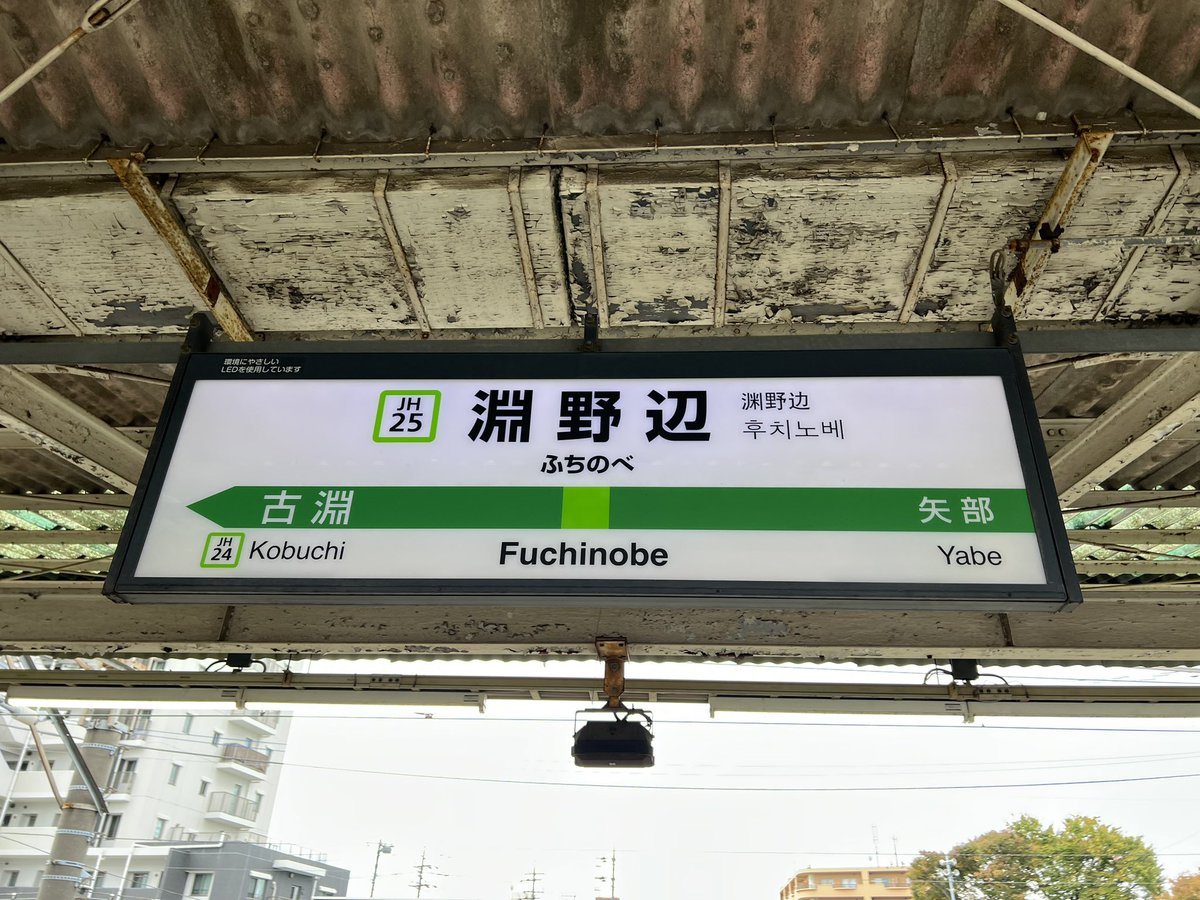 環境にやさしい
LEDを使用しています
JH
25
淵野辺
渊野边
후치노베
ふちのべ
古淵
矢部
JH
24
Kobuchi
Fuchinobe
Yabe